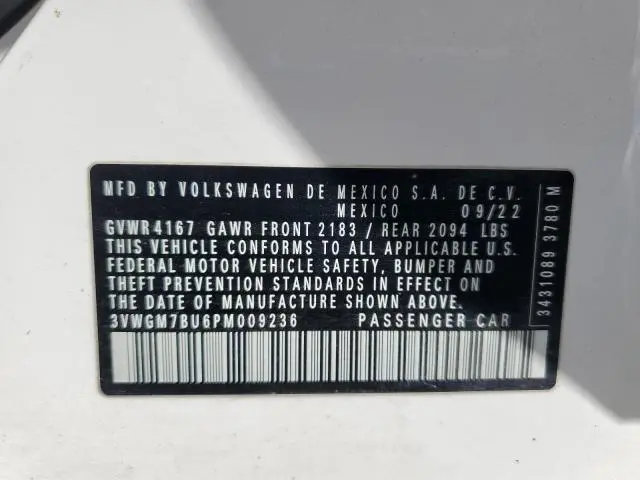 MFD BY VOLKSWAGEN DE MEXICO S.A. DE C.V.
MEXICO 09/22
GVWR 4167 GAWR FRONT 2183 / REAR 2094 LBS
THIS VEHICLE CONFORMS TO ALL APPLICABLE U.S.
FEDERAL MOTOR VEHICLE SAFETY, BUMPER AND
THEFT PREVENTION STANDARDS IN EFFECT ON
THE DATE OF MANUFACTURE SHOWN ABOVE.
3VWGM7BU6PM009236 PASSENGER CAR
3431089 3780 M